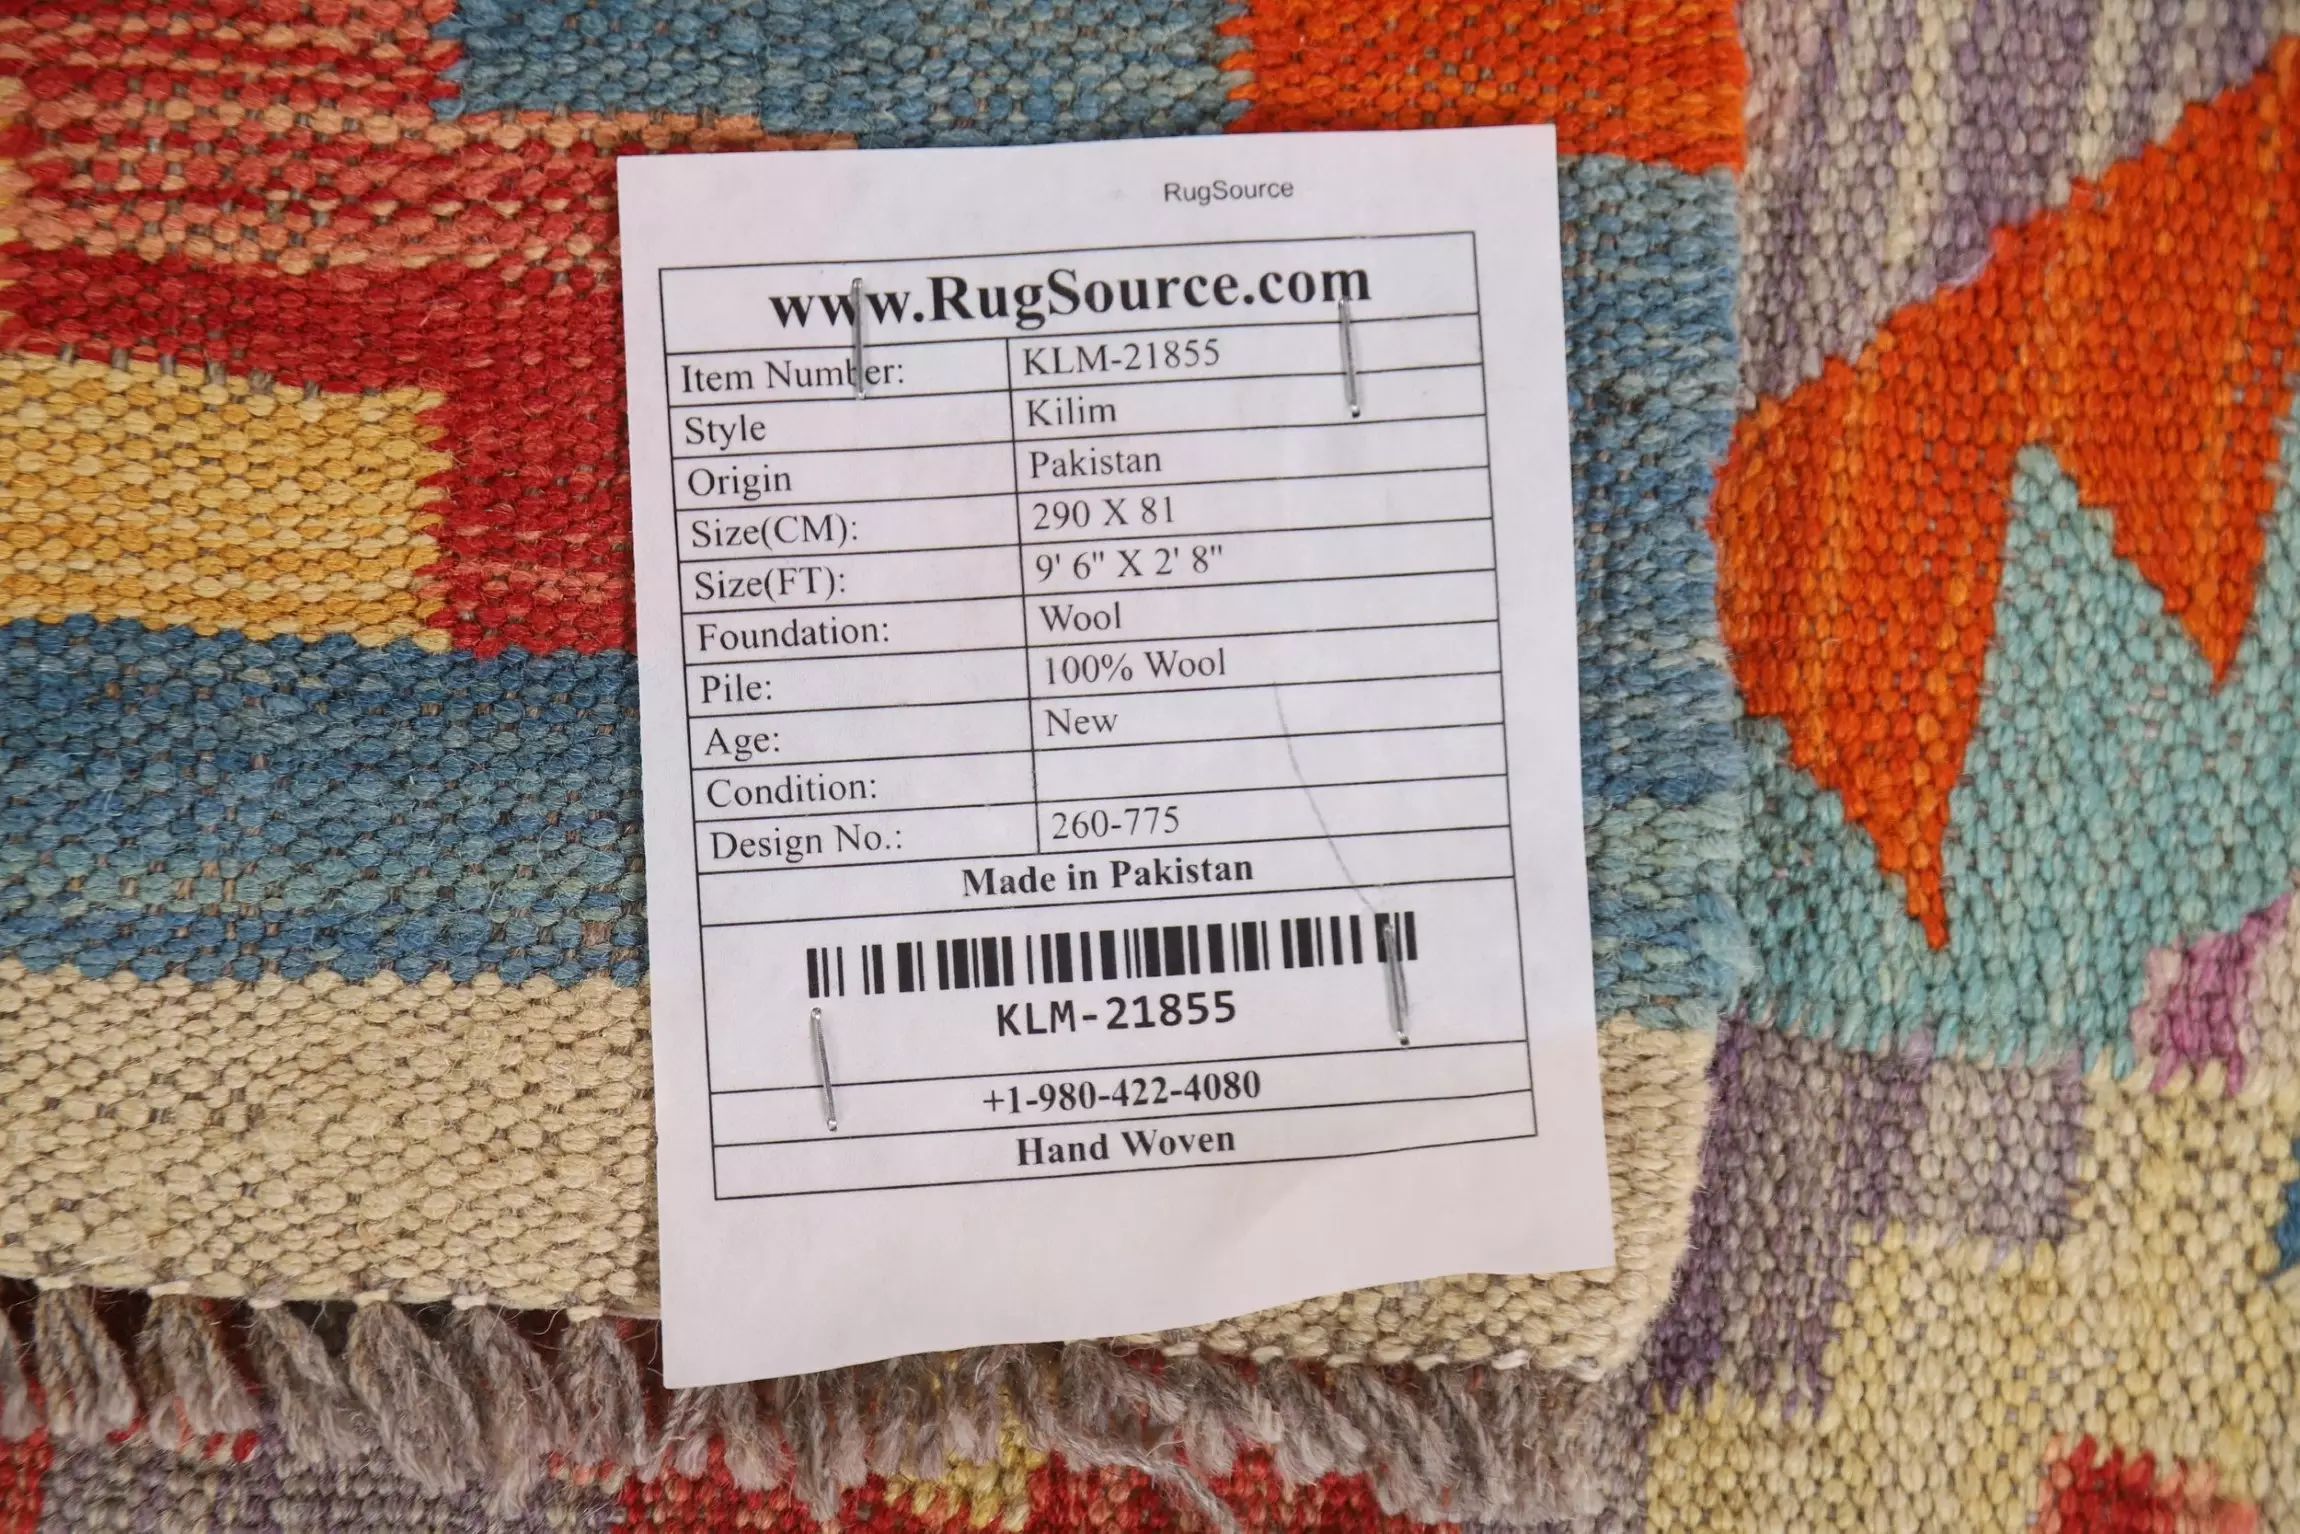 RugSource
www.RugSource.com
Item Number: KLM-21855
Style Kilim
Origin Pakistan
Size(CM): 290 X 81
Size(FT): 9' 6" X 2' 8"
Foundation: Wool
Pile: 100% Wool
Age: New
Condition:
Design No.: 260-775
Made in Pakistan
KLM-21855
+1-980-422-4080
Hand Woven